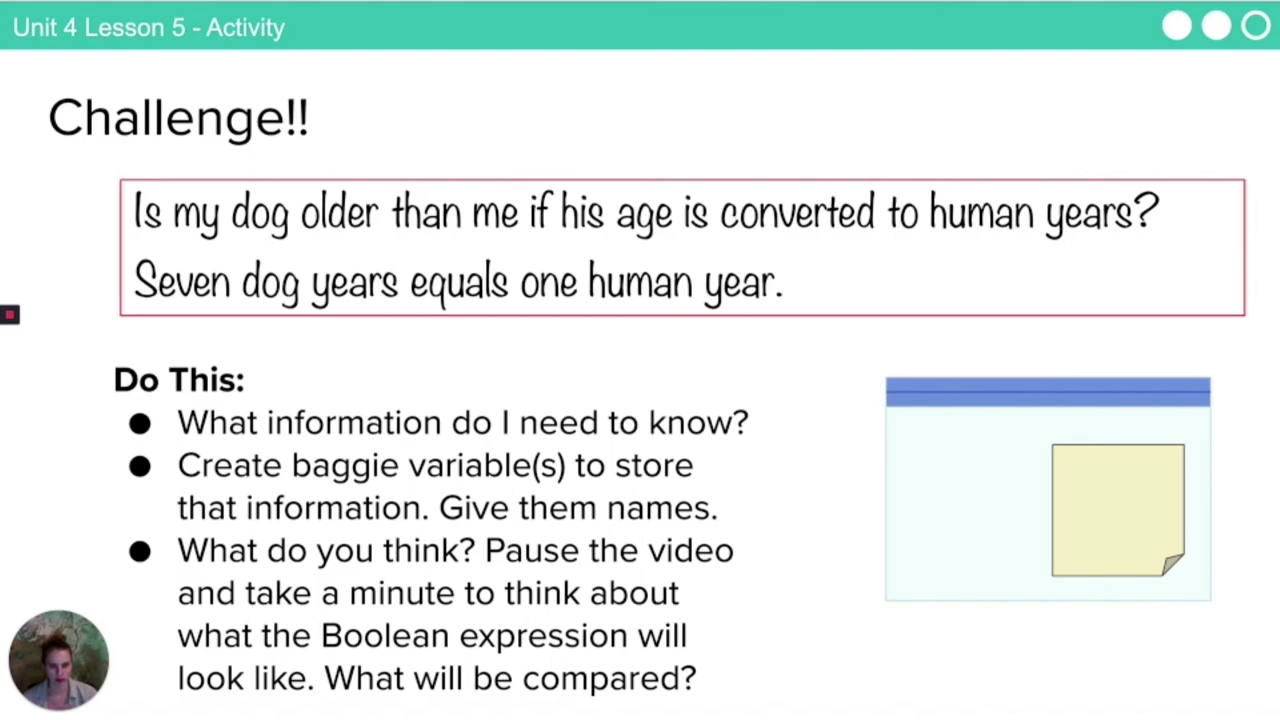 Unit 4 Lesson 5 - Activity
Challenge!!
Is my dog older than me if his age is converted to human years?
Seven dog years equals one human year.
Do This:
● What information do I need to know?
● Create baggie variable(s) to store
that information. Give them names.
● What do you think? Pause the video
and take a minute to think about
what the Boolean expression will
look like. What will be compared?